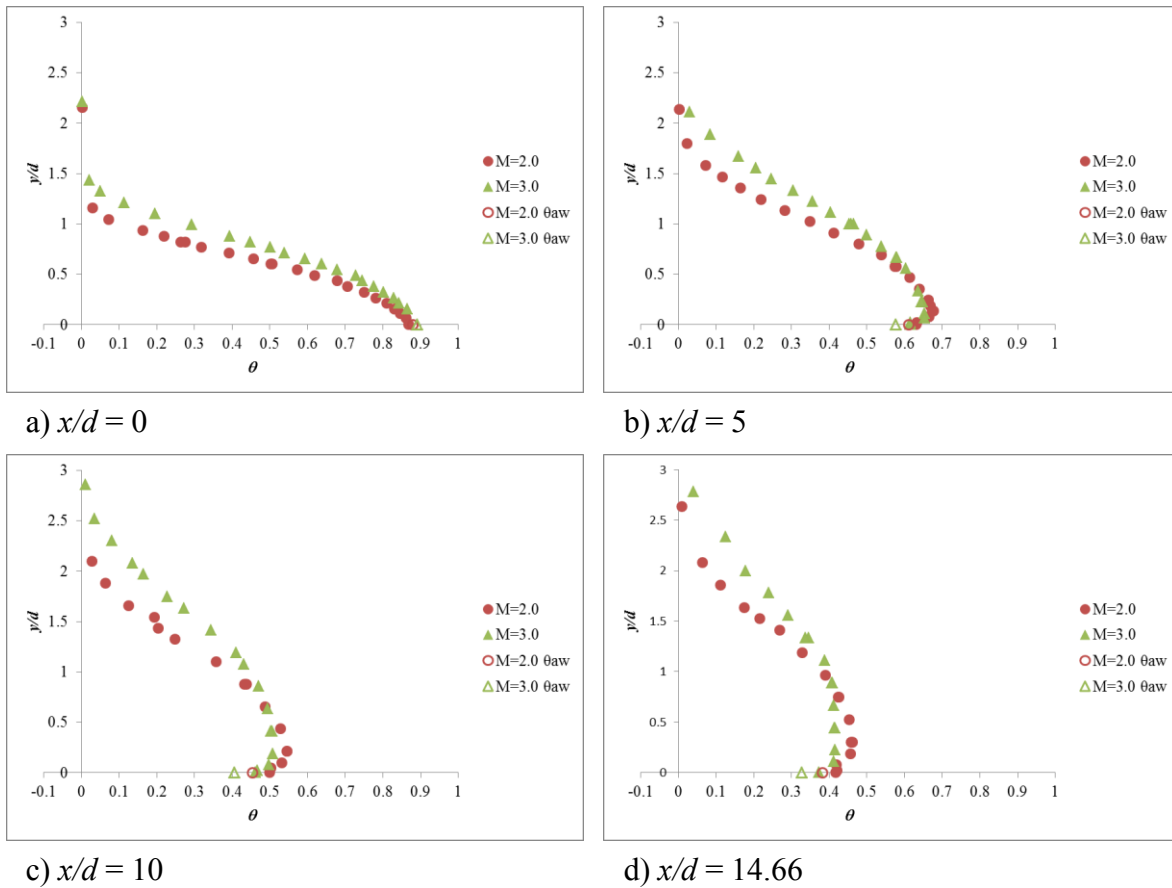 3
2.5
2
1.5
1
0.5
0
y/d
-0.1 0 0.1 0.2 0.3 0.4 0.5 0.6 0.7 0.8 0.9 1
θ
M=2.0
M=3.0
M=2.0 θaw
M=3.0 θaw
a) x/d = 0
3
2.5
2
1.5
1
0.5
0
y/d
-0.1 0 0.1 0.2 0.3 0.4 0.5 0.6 0.7 0.8 0.9 1
θ
M=2.0
M=3.0
M=2.0 θaw
M=3.0 θaw
b) x/d = 5
3
2.5
2
1.5
1
0.5
0
y/d
-0.1 0 0.1 0.2 0.3 0.4 0.5 0.6 0.7 0.8 0.9 1
θ
M=2.0
M=3.0
M=2.0 θaw
M=3.0 θaw
c) x/d = 10
3
2.5
2
1.5
1
0.5
0
y/d
-0.1 0 0.1 0.2 0.3 0.4 0.5 0.6 0.7 0.8 0.9 1
θ
M=2.0
M=3.0
M=2.0 θaw
M=3.0 θaw
d) x/d = 14.66